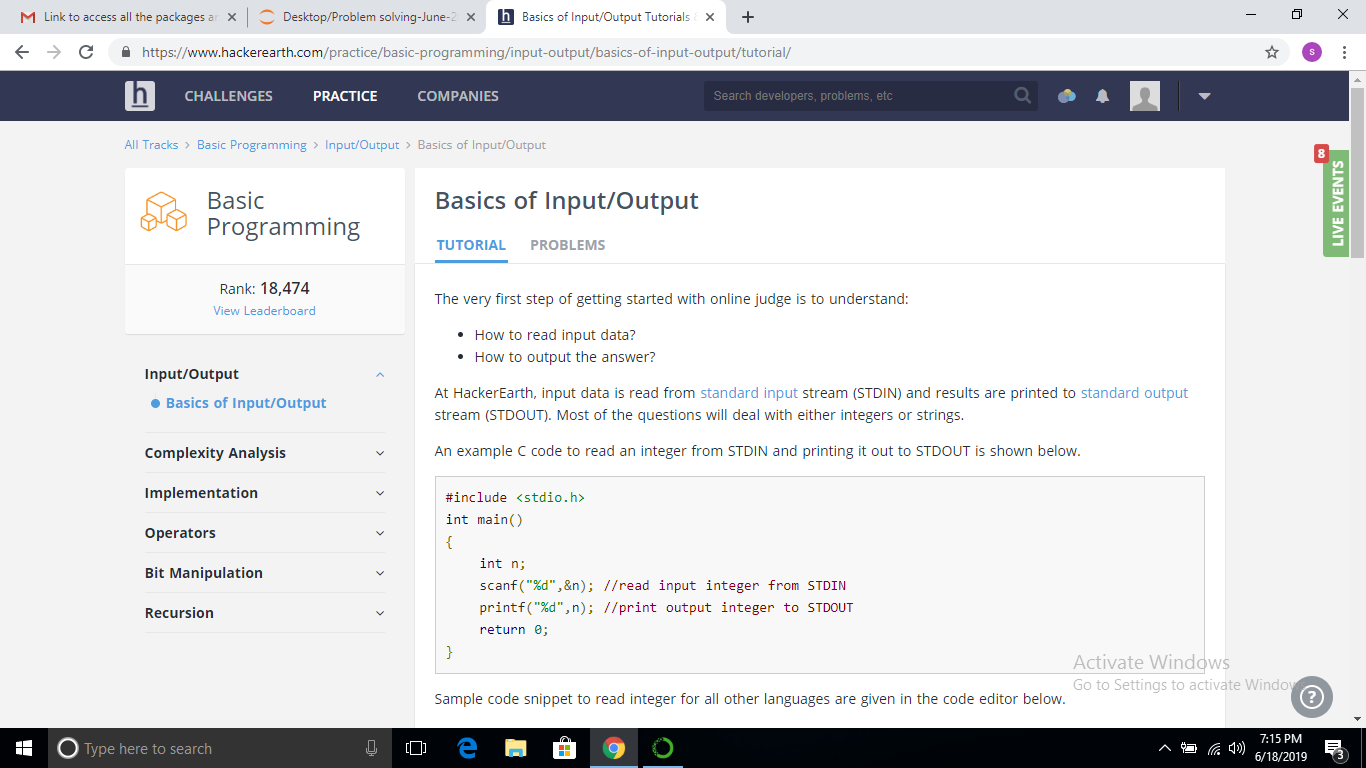 Link to access all the packages ar
Desktop/Problem solving-June-2
Basics of Input/Output Tutorials &
https://www.hackerearth.com/practice/basic-programming/input-output/basics-of-input-output/tutorial/
s
h
CHALLENGES
PRACTICE
COMPANIES
Search developers, problems, etc
All Tracks > Basic Programming > Input/Output > Basics of Input/Output
8
LIVE EVENTS
Basic
Programming
Rank: 18,474
View Leaderboard
Input/Output
Basics of Input/Output
Complexity Analysis
Implementation
Operators
Bit Manipulation
Recursion
Basics of Input/Output
TUTORIAL PROBLEMS
The very first step of getting started with online judge is to understand:
• How to read input data?
• How to output the answer?
At HackerEarth, input data is read from standard input stream (STDIN) and results are printed to standard output
stream (STDOUT). Most of the questions will deal with either integers or strings.
An example C code to read an integer from STDIN and printing it out to STDOUT is shown below.
#include <stdio.h>
int main()
{
int n;
scanf("%d",&n); //read input integer from STDIN
printf("%d",n); //print output integer to STDOUT
return 0;
}
Sample code snippet to read integer for all other languages are given in the code editor below.
Activate Windows
Go to Settings to activate Window
?
Type here to search
7:15 PM
6/18/2019
3